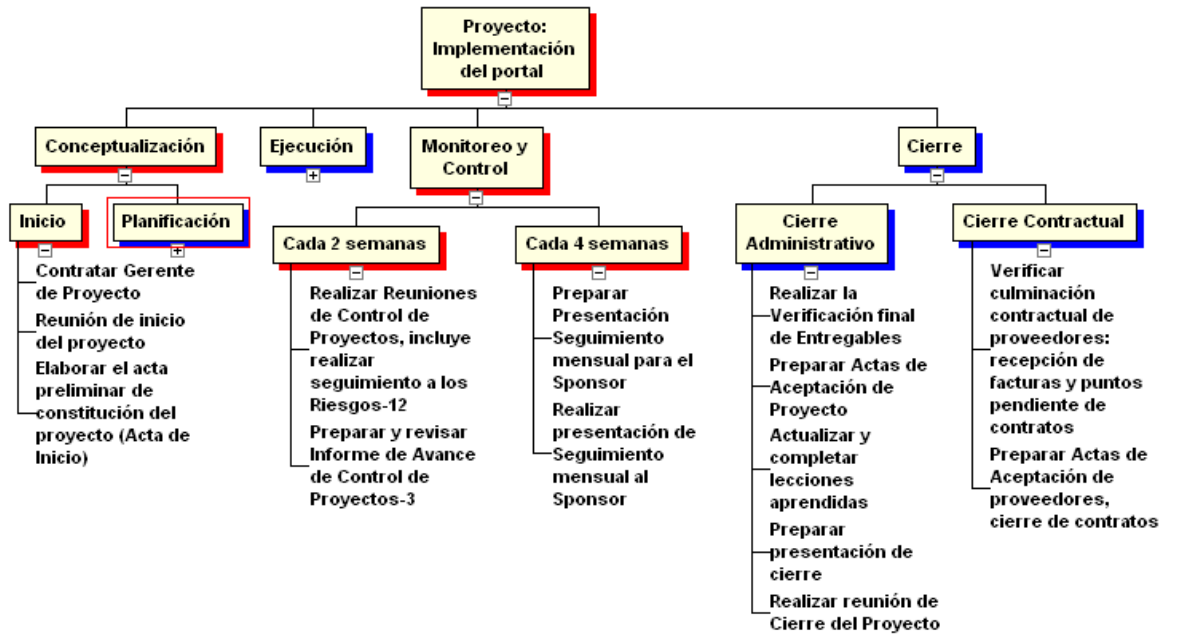 Proyecto:
Implementación
del portal
Conceptualización
Ejecución
Monitoreo y
Control
Cierre
Inicio
Planificación
Cada 2 semanas
Cada 4 semanas
Cierre
Administrativo
Cierre Contractual
Contratar Gerente
de Proyecto
Reunión de inicio
del proyecto
Elaborar el acta
preliminar de
constitución del
proyecto (Acta de
Inicio)
Realizar Reuniones
de Control de
Proyectos, incluye
realizar
seguimiento a los
Riesgos-12
Preparar y revisar
Informe de Avance
de Control de
Proyectos-3
Preparar
Presentación
Seguimiento
mensual para el
Sponsor
Realizar
presentación de
Seguimiento
mensual al
Sponsor
Realizar la
Verificación final
de Entregables
Preparar Actas de
Aceptación de
Proyecto
Actualizar y
completar
lecciones
aprendidas
Preparar
presentación de
cierre
Realizar reunión de
Cierre del Proyecto
Verificar
culminación
contractual de
proveedores:
recepción de
facturas y puntos
pendiente de
contratos
Preparar Actas de
Aceptación de
proveedores,
cierre de contratos